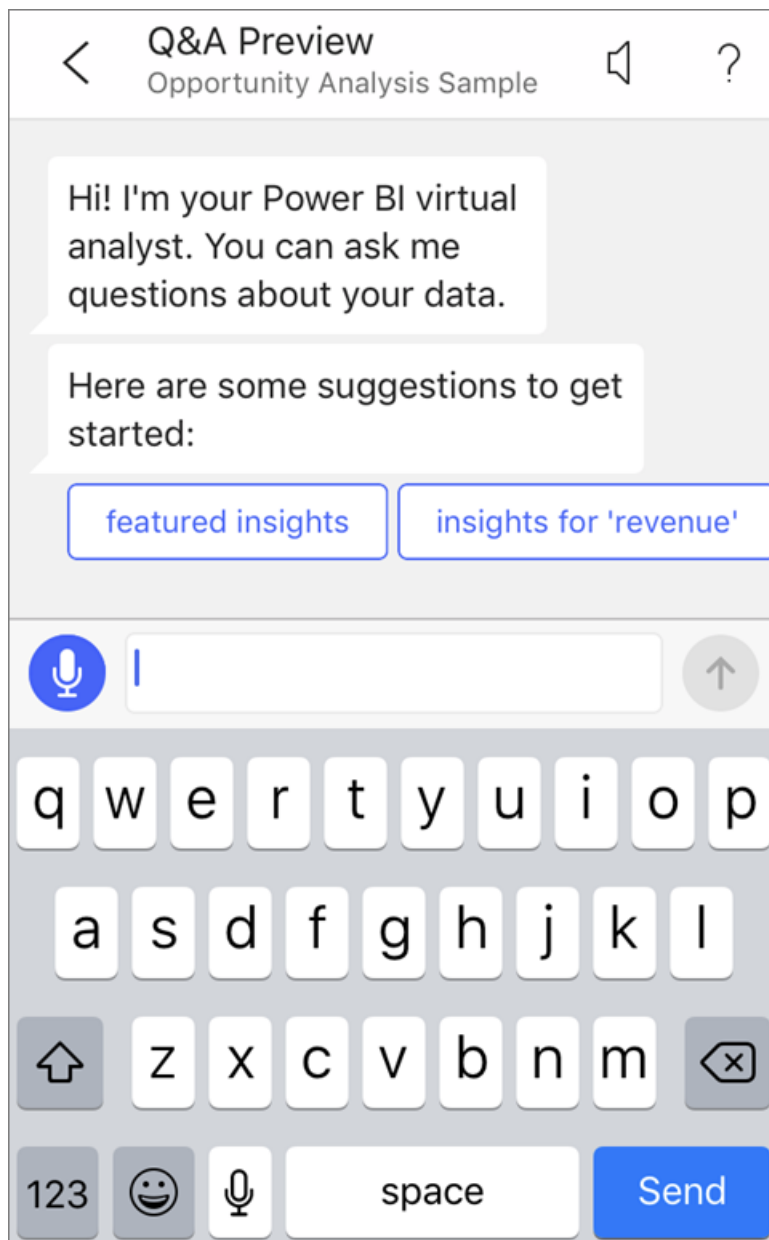 Q&A Preview
Opportunity Analysis Sample
?
Hi! I'm your Power BI virtual
analyst. You can ask me
questions about your data.
Here are some suggestions to get
started:
featured insights
insights for 'revenue'
q w e r t y u i o p
a s d f g h j k l
z x c v b n m
123 space Send